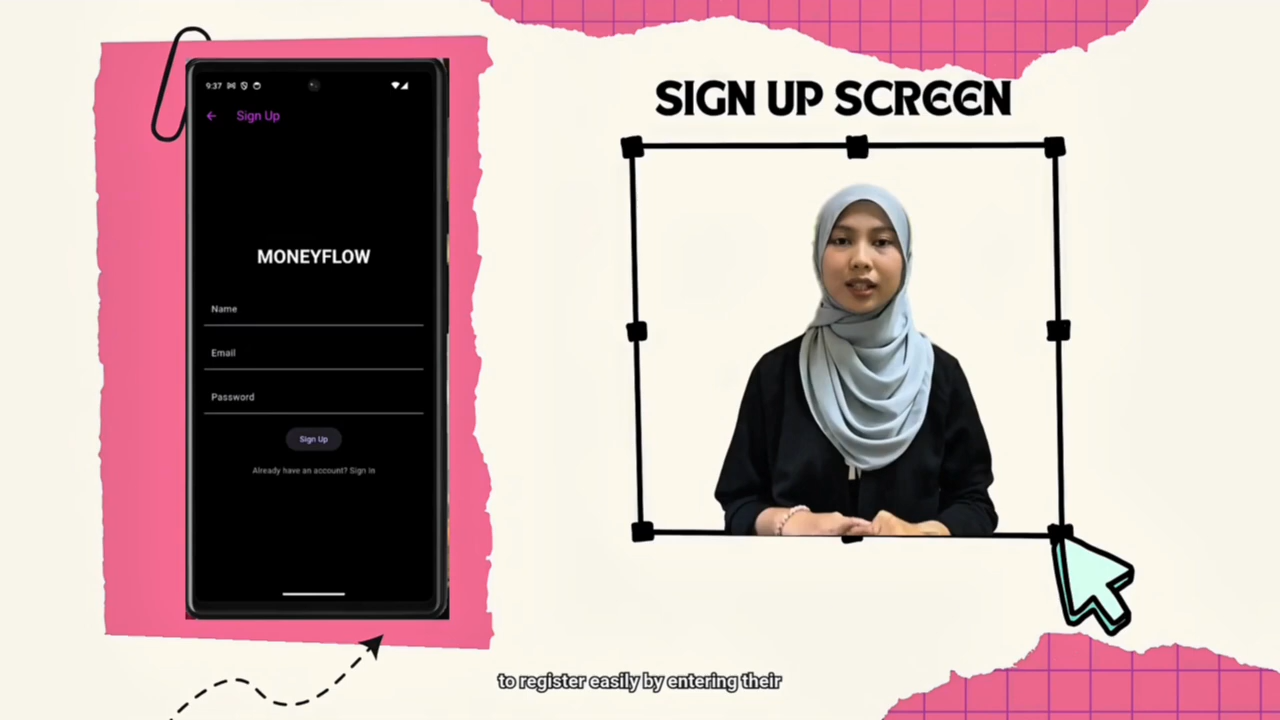 SIGN UP SCREEN
9:37
Sign Up
MONEYFLOW
Name
Email
Password
Sign Up
Already have an account? Sign In
to register easily by entering their